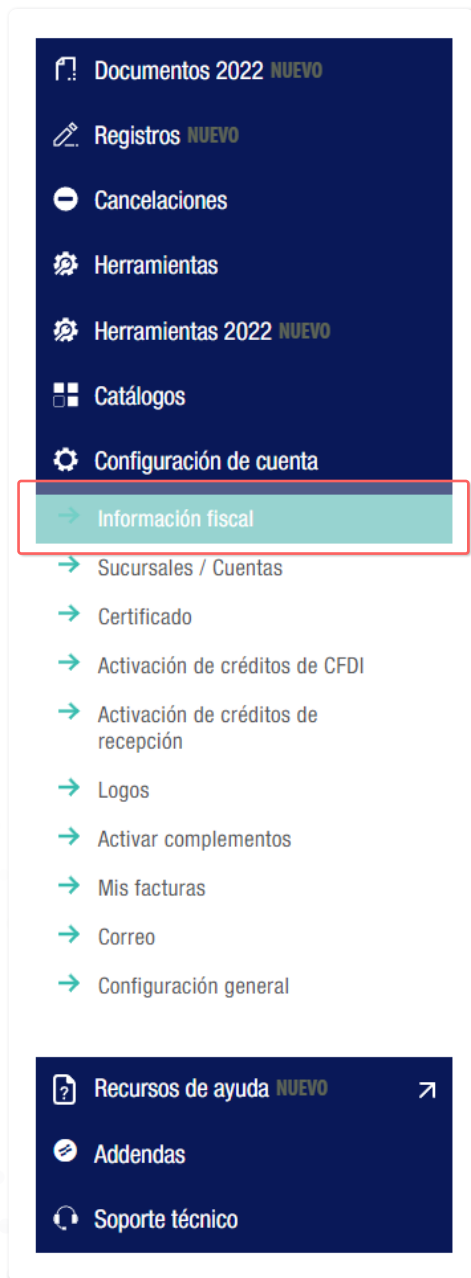 Documentos 2022 NUEVO
Registros NUEVO
Cancelaciones
Herramientas
Herramientas 2022 NUEVO
Catálogos
Configuración de cuenta
Información fiscal
Sucursales / Cuentas
Certificado
Activación de créditos de CFDI
Activación de créditos de
recepción
Logos
Activar complementos
Mis facturas
Correo
Configuración general
Recursos de ayuda NUEVO
Addendas
Soporte técnico